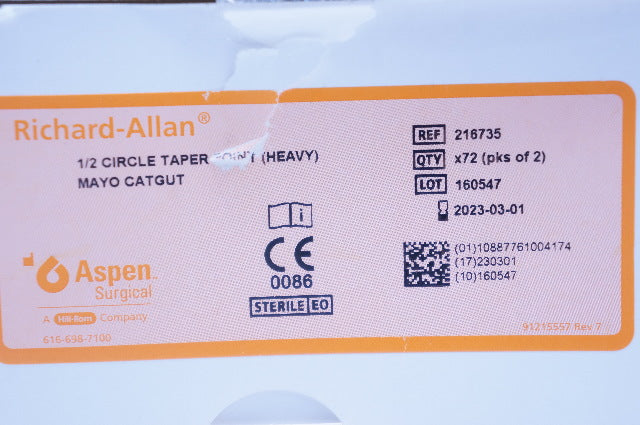 Richard-Allan®
1/2 CIRCLE TAPER POINT (HEAVY)
MAYO CATGUT
REF 216735
QTY x72 (pks of 2)
LOT 160547
2023-03-01
i
CE
0086
STERILE EO
(01)10887761004174
(17)230301
(10)160547
Aspen™
Surgical
A Hill-Rom Company
616-698-7100
91215557 Rev 7